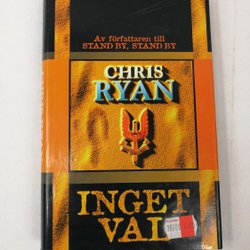 Av författaren till
STAND BY, STAND BY
CHRIS
RYAN
INGET
VAL